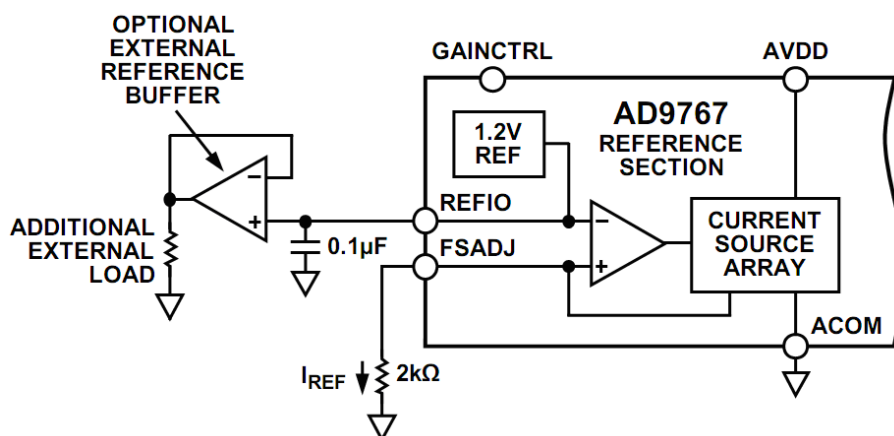 OPTIONAL
EXTERNAL
REFERENCE
BUFFER
GAINCTRL
AVDD
1.2V
REF
AD9767
REFERENCE
SECTION
REFIO
−
+
−
+
ADDITIONAL
EXTERNAL
LOAD
0.1µF
FSADJ
CURRENT
SOURCE
ARRAY
ACOM
IREF
2kΩ